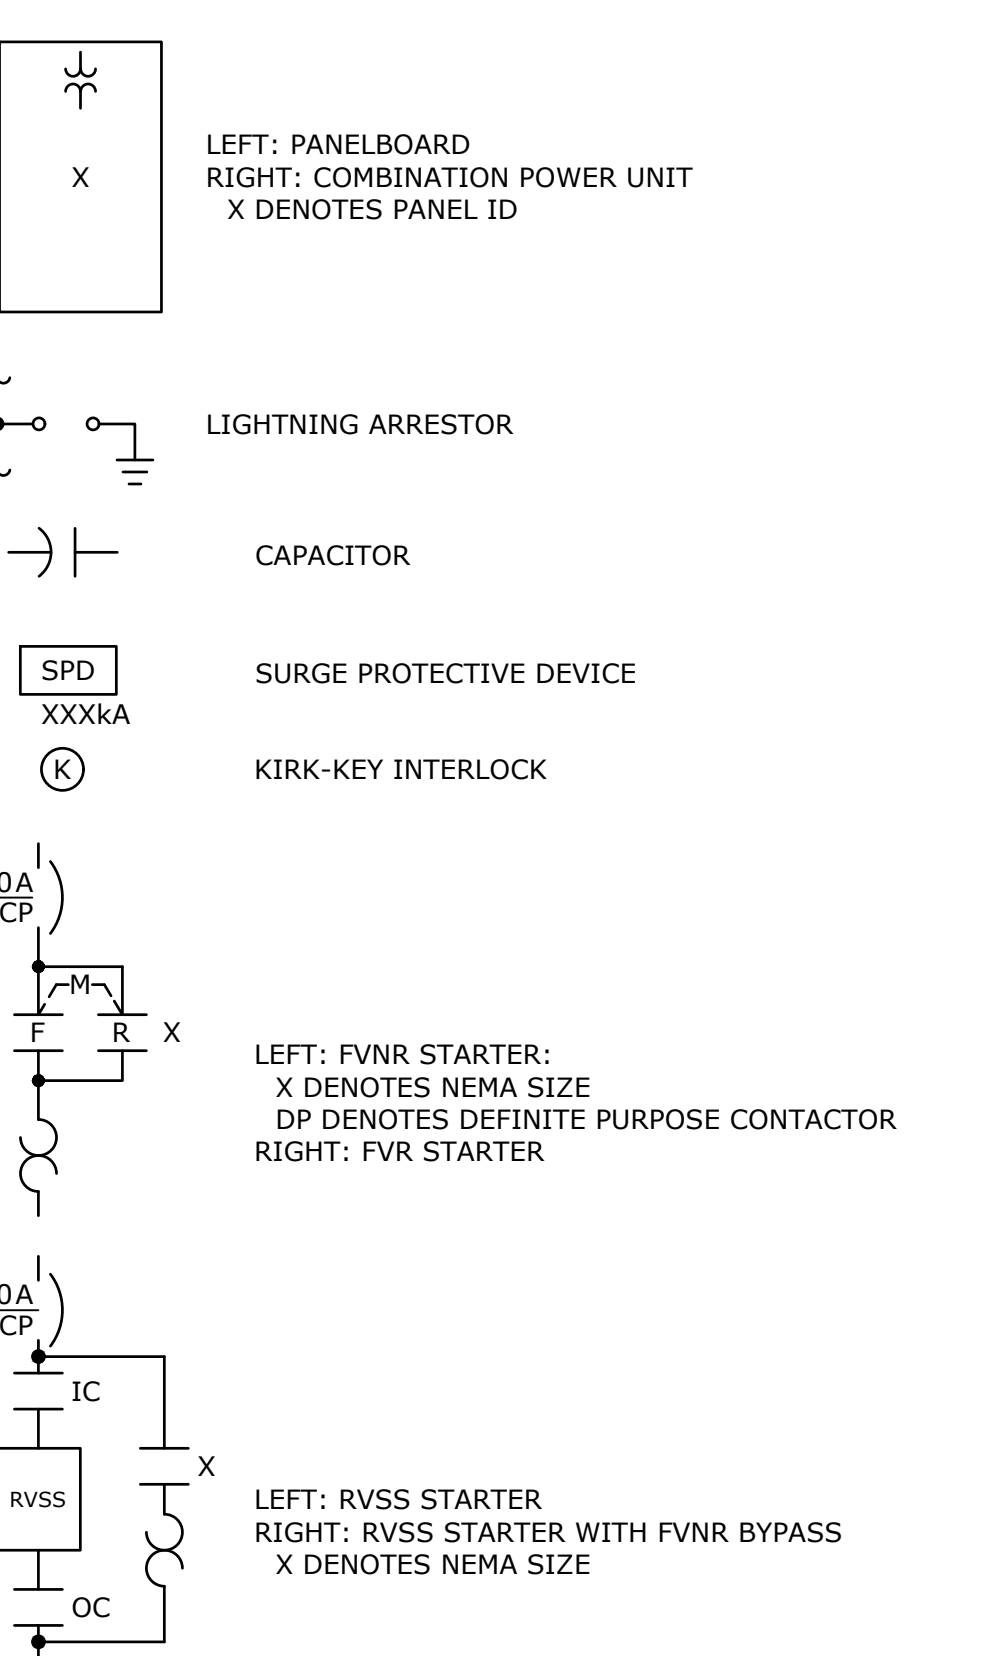 X
LEFT: PANELBOARD
RIGHT: COMBINATION POWER UNIT
X DENOTES PANEL ID
LIGHTNING ARRESTOR
CAPACITOR
SPD
XXXkA
SURGE PROTECTIVE DEVICE
K
KIRK-KEY INTERLOCK
0A
CP
M
F R X
LEFT: FVNR STARTER:
X DENOTES NEMA SIZE
DP DENOTES DEFINITE PURPOSE CONTACTOR
RIGHT: FVR STARTER
0A
CP
IC
X
RVSS
OC
LEFT: RVSS STARTER
RIGHT: RVSS STARTER WITH FVNR BYPASS
X DENOTES NEMA SIZE